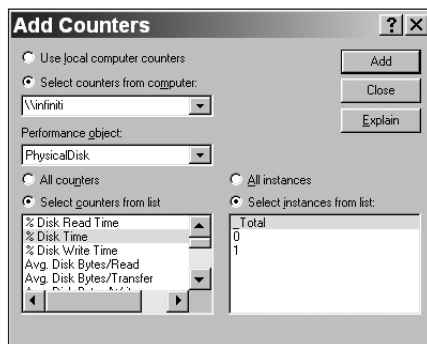 Add Counters
Use local computer counters
Add
Select counters from computer:
\\infiniti
Close
Explain
Performance object:
PhysicalDisk
All counters
All instances
Select counters from list
Select instances from list:
% Disk Read Time
% Disk Time
% Disk Write Time
Avg. Disk Bytes/Read
Avg. Disk Bytes/Transfer
_Total
0
1